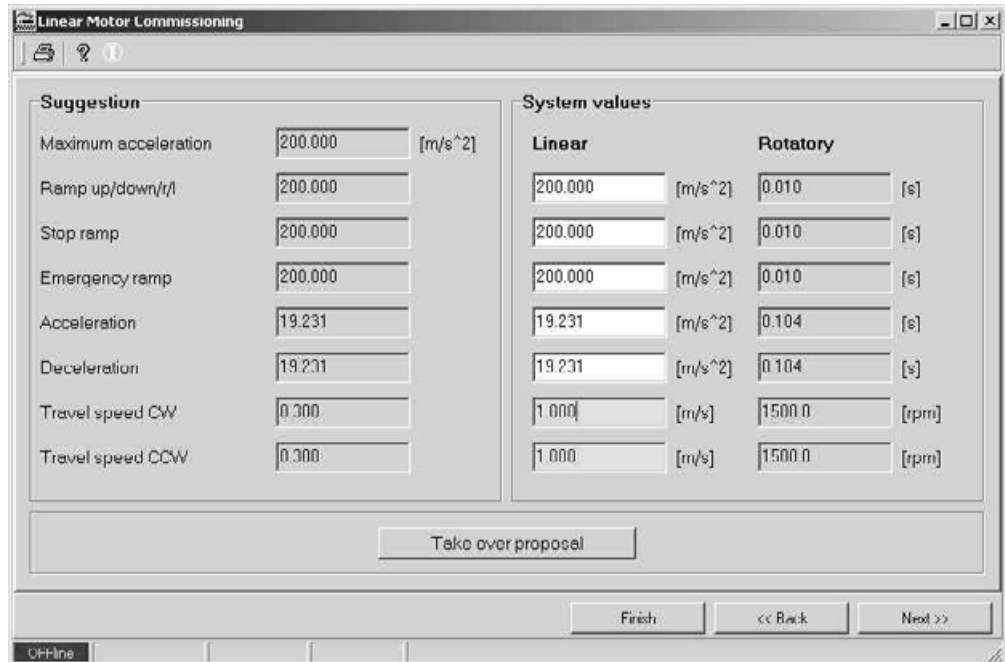 Linear Motor Commissioning
Suggestion
Maximum acceleration 200.000 [m/s^2]
Ramp up/down/r/l 200.000
Stop ramp 200.000
Emergency ramp 200.000
Acceleration 19.231
Deceleration 19.231
Travel speed CW 0.300
Travel speed CCW 0.300
System values
Linear Rotatory
200.000 [m/s^2] 0.010 [s]
200.000 [m/s^2] 0.010 [s]
200.000 [m/s^2] 0.010 [s]
19.231 [m/s^2] 0.104 [s]
19.231 [m/s^2] 0.104 [s]
1.000 [m/s] 1500.0 [rpm]
1.000 [m/s] 1500.0 [rpm]
Take over proposal
Finish << Back Next >>
OFFline